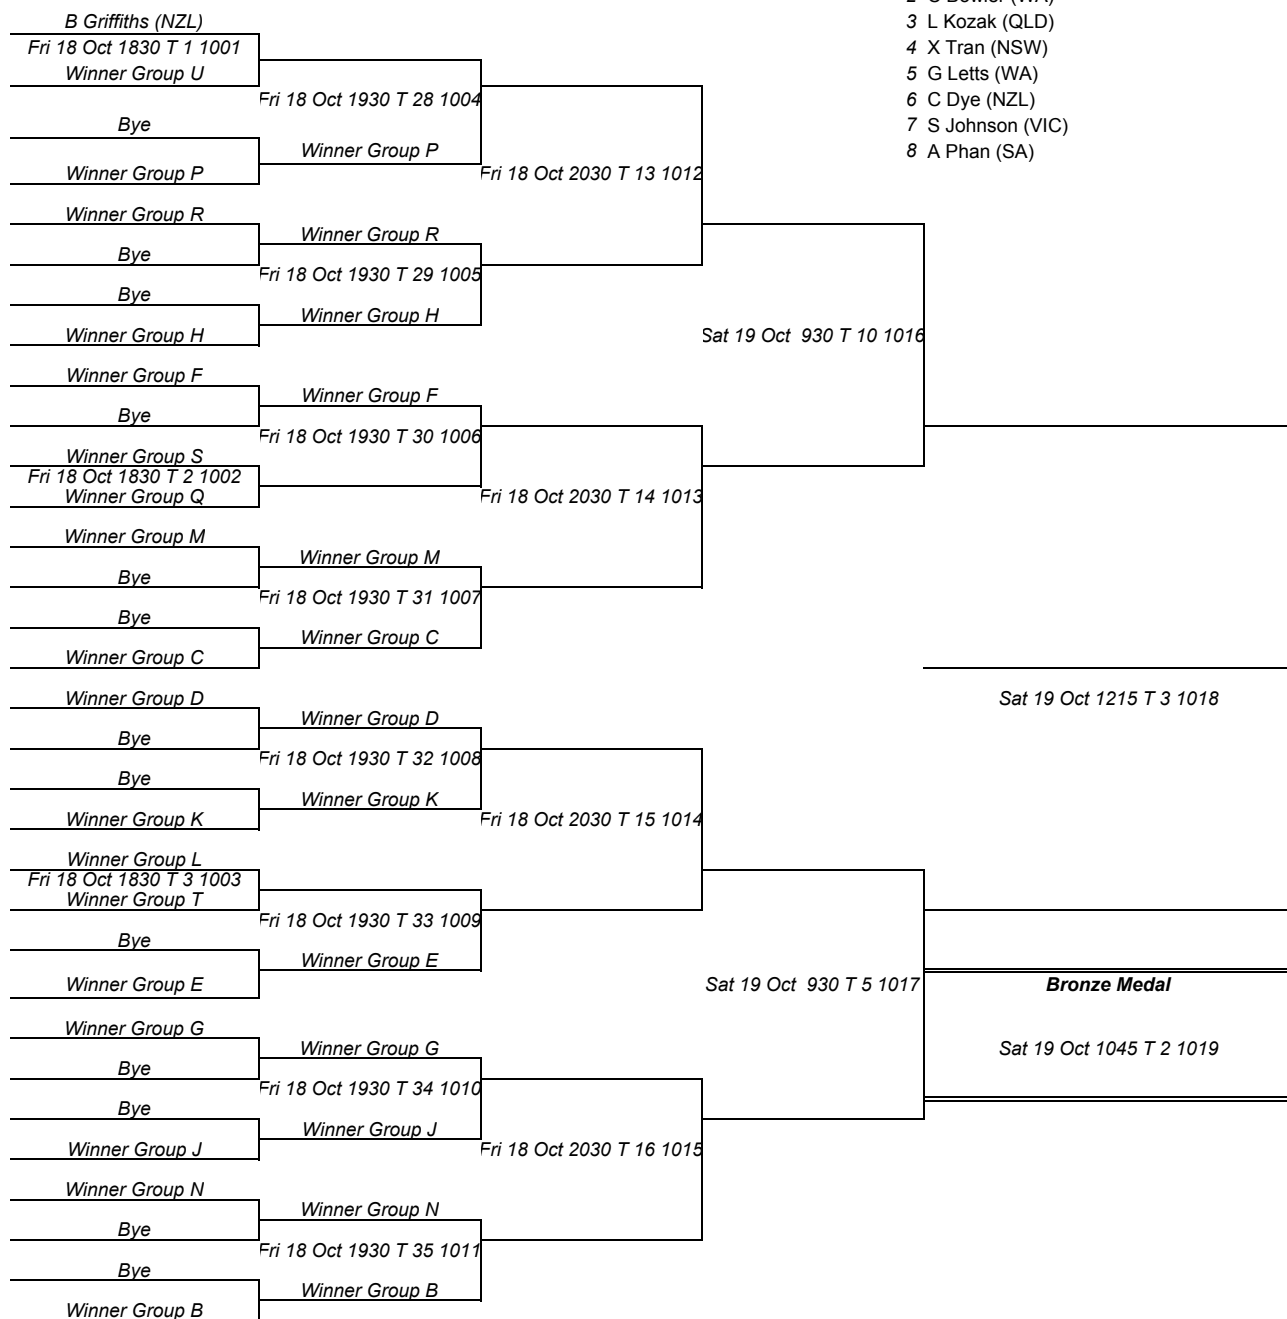 B Griffiths (NZL)
Fri 18 Oct 1830 T 1 1001
Winner Group U
Fri 18 Oct 1930 T 28 1004
Bye
Winner Group P
Winner Group P
Fri 18 Oct 2030 T 13 1012
Winner Group R
Winner Group R
Bye
Fri 18 Oct 1930 T 29 1005
Bye
Winner Group H
Winner Group H
Sat 19 Oct 930 T 10 1016
Winner Group F
Winner Group F
Bye
Fri 18 Oct 1930 T 30 1006
Winner Group S
Fri 18 Oct 1830 T 2 1002
Winner Group Q
Fri 18 Oct 2030 T 14 1013
Winner Group M
Winner Group M
Bye
Fri 18 Oct 1930 T 31 1007
Bye
Winner Group C
Winner Group C
Winner Group D
Sat 19 Oct 1215 T 3 1018
Winner Group D
Bye
Fri 18 Oct 1930 T 32 1008
Bye
Winner Group K
Winner Group K
Fri 18 Oct 2030 T 15 1014
Winner Group L
Fri 18 Oct 1830 T 3 1003
Winner Group T
Fri 18 Oct 1930 T 33 1009
Bye
Winner Group E
Winner Group E
Sat 19 Oct 930 T 5 1017
Bronze Medal
Winner Group G
Winner Group G
Sat 19 Oct 1045 T 2 1019
Bye
Fri 18 Oct 1930 T 34 1010
Bye
Winner Group J
Winner Group J
Fri 18 Oct 2030 T 16 1015
Winner Group N
Winner Group N
Bye
Fri 18 Oct 1930 T 35 1011
Bye
Winner Group B
Winner Group B
3 L Kozak (QLD)
4 X Tran (NSW)
5 G Letts (WA)
6 C Dye (NZL)
7 S Johnson (VIC)
8 A Phan (SA)